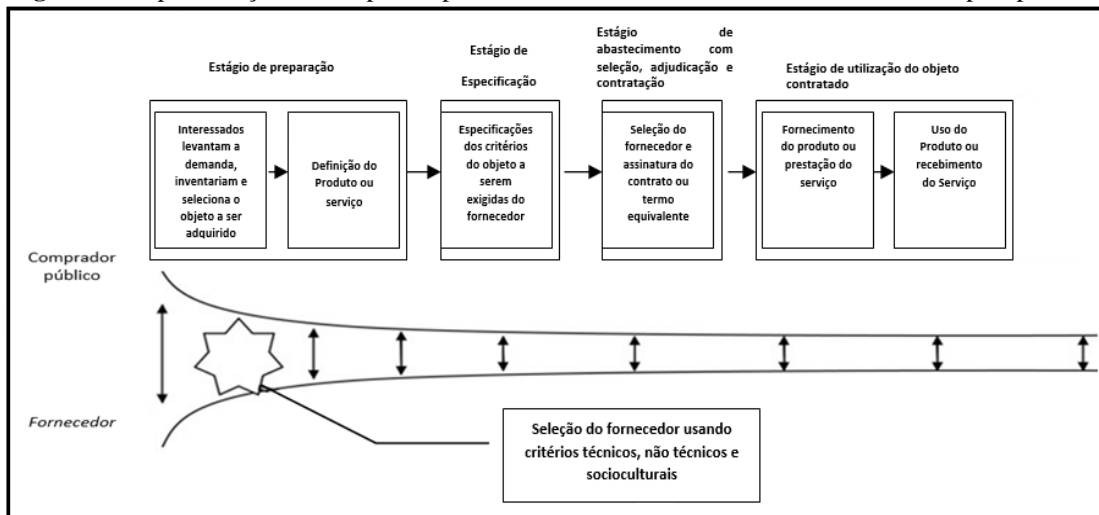 Estágio de preparação
Estágio de
Especificação
Estágio de
abastecimento com
seleção, adjudicação e
contratação
Estágio de utilização do objeto
contratado
Interessados
levantam a
demanda,
inventariam e
seleciona o
objeto a ser
adquirido
Definição do
Produto ou
serviço
Especificações
dos critérios
do objeto a
serem
exigidas do
fornecedor
Seleção do
fornecedor e
assinatura do
contrato ou
termo
equivalente
Fornecimento
do produto ou
prestação do
serviço
Uso do
Produto ou
recebimento
do Serviço
Comprador
público
Fornecedor
Seleção do fornecedor usando
critérios técnicos, não técnicos e
socioculturais